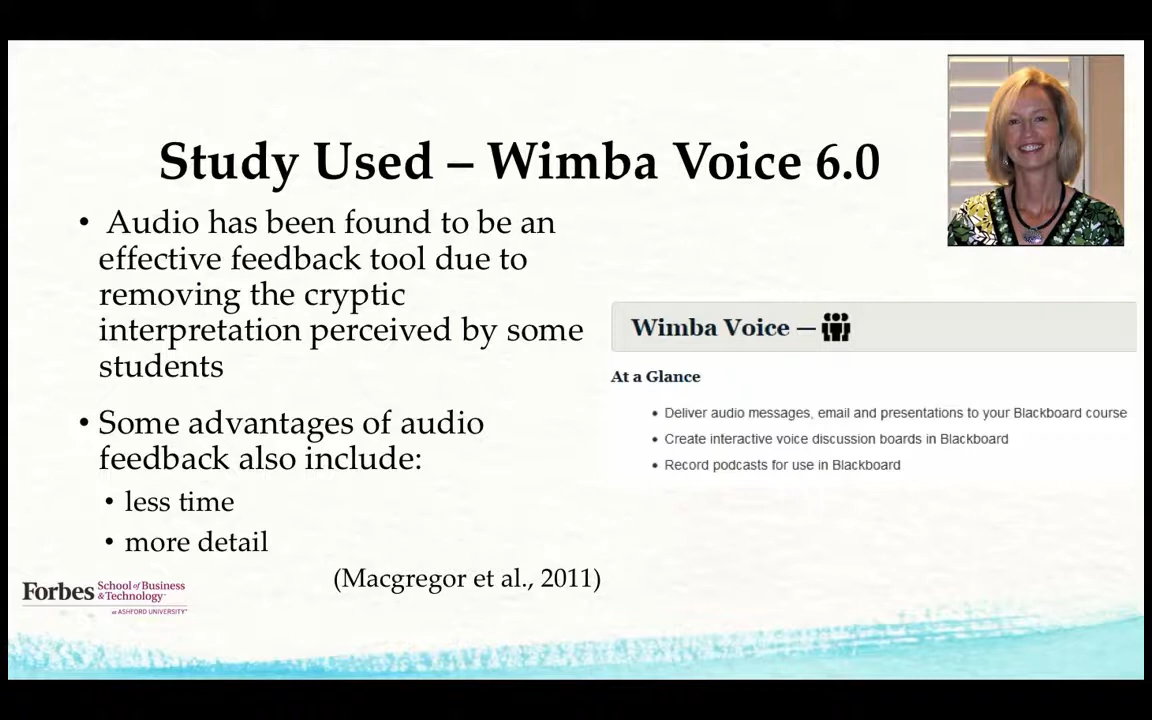 Study Used – Wimba Voice 6.0
• Audio has been found to be an
effective feedback tool due to
removing the cryptic
interpretation perceived by some
students
• Some advantages of audio
feedback also include:
• less time
• more detail
(Macgregor et al., 2011)
Wimba Voice –
At a Glance
• Deliver audio messages, email and presentations to your Blackboard course
• Create interactive voice discussion boards in Blackboard
• Record podcasts for use in Blackboard
Forbes School of Business
&Technology™
at ASHFORD UNIVERSITY®